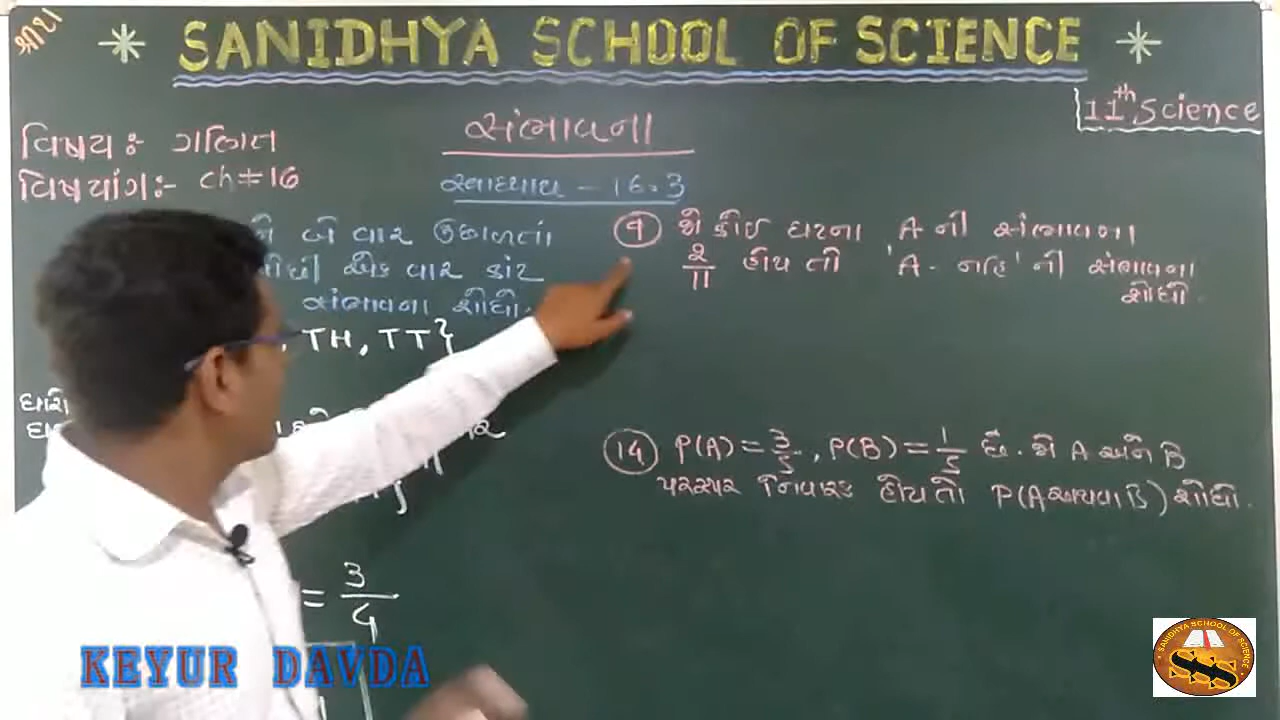 * SANIDHYA SCHOOL OF SCIENCE *
11th Science
સંભાવના
વિષય:- ગણિત
વિષયાંગ:- ch=16
સ્વાધ્યાય - 16.3
ને બે વાર ઉછાળતાં
એક વાર કાંટ
સંભાવના શોધો.
, TH, TT}
= 3/4
(9) જો કોઈ ઘટના A ની સંભાવના
2/11 હોય તો 'A - નહિ' ની સંભાવના
શોધો.
(14) P(A) = 3/5, P(B) = 1/5 છે. જો A અને B
પરસ્પર નિવારક હોય તો P(A અથવા B) શોધો.
KEYUR DAVDA
SANIDHYA SCHOOL OF SCIENCE
SSS